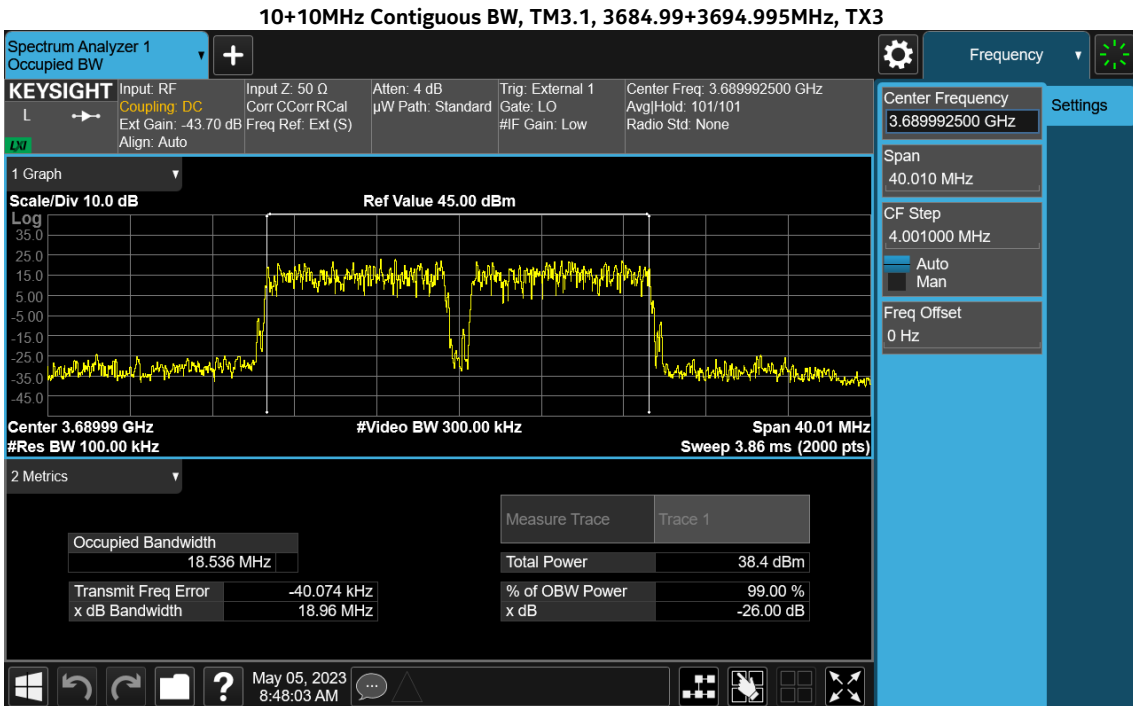 10+10MHz Contiguous BW, TM3.1, 3684.99+3694.995MHz, TX3
Spectrum Analyzer 1
Occupied BW
+
Frequency
KEYSIGHT
L
LXI
Input: RF
Coupling: DC
Ext Gain: -43.70 dB
Align: Auto
Input Z: 50 Ω
Corr CCorr RCal
Freq Ref: Ext (S)
Atten: 4 dB
µW Path: Standard
Trig: External 1
Gate: LO
#IF Gain: Low
Center Freq: 3.689992500 GHz
Avg|Hold: 101/101
Radio Std: None
Center Frequency
3.689992500 GHz
Settings
Span
40.010 MHz
CF Step
4.001000 MHz
Auto
Man
Freq Offset
0 Hz
1 Graph
Scale/Div 10.0 dB
Ref Value 45.00 dBm
Log
35.0
25.0
15.0
5.00
-5.00
-15.0
-25.0
-35.0
-45.0
Center 3.68999 GHz
#Video BW 300.00 kHz
Span 40.01 MHz
#Res BW 100.00 kHz
Sweep 3.86 ms (2000 pts)
2 Metrics
Measure Trace
Trace 1
Occupied Bandwidth
18.536 MHz
Total Power
38.4 dBm
Transmit Freq Error
-40.074 kHz
% of OBW Power
99.00 %
x dB Bandwidth
18.96 MHz
x dB
-26.00 dB
?
May 05, 2023
8:48:03 AM